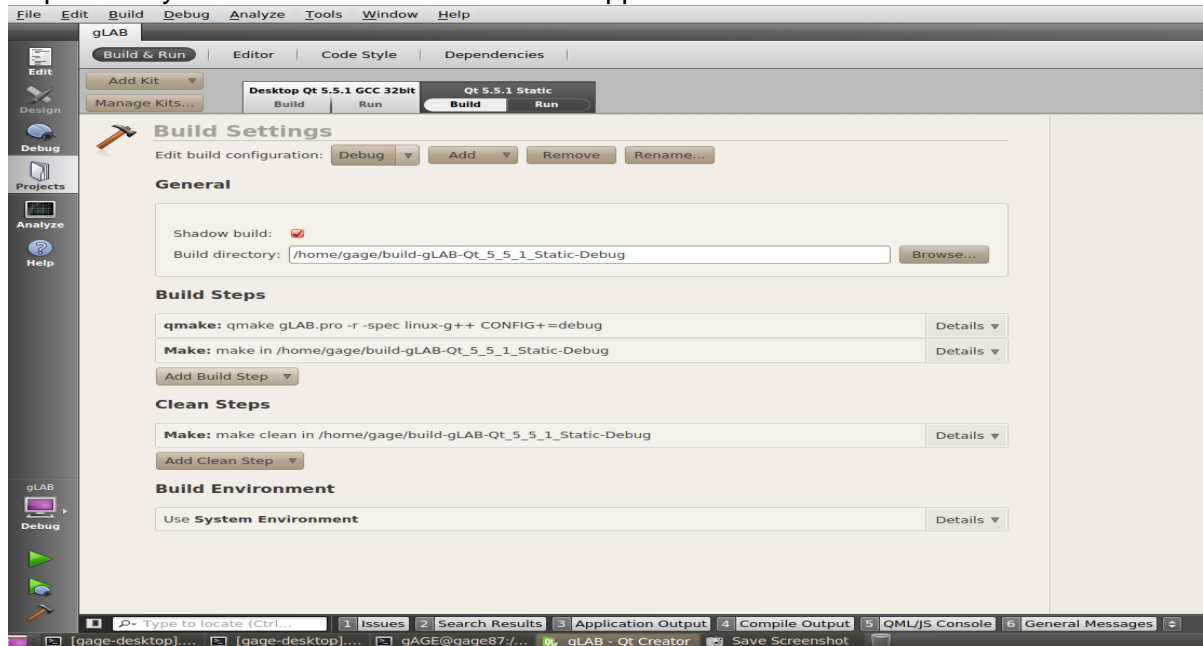 File Edit Build Debug Analyze Tools Window Help
gLAB
Build & Run Editor Code Style Dependencies
Edit
Add Kit
Manage Kits...
Desktop Qt 5.5.1 GCC 32bit
Build Run
Qt 5.5.1 Static
Build Run
Design
Debug
Projects
Analyze
Help
Build Settings
Edit build configuration: Debug Add Remove Rename...
General
Shadow build:
Build directory: /home/gage/build-gLAB-Qt_5_5_1_Static-Debug Browse...
Build Steps
qmake: qmake gLAB.pro -r -spec linux-g++ CONFIG+=debug Details
Make: make in /home/gage/build-gLAB-Qt_5_5_1_Static-Debug Details
Add Build Step
Clean Steps
Make: make clean in /home/gage/build-gLAB-Qt_5_5_1_Static-Debug Details
Add Clean Step
Build Environment
Use System Environment Details
gLAB
Debug
Type to locate (Ctrl... 1 Issues 2 Search Results 3 Application Output 4 Compile Output 5 QML/JS Console 6 General Messages
[gage-desktop].... [gage-desktop].... gAGE@gage87:/... gLAB - Qt Creator Save Screenshot